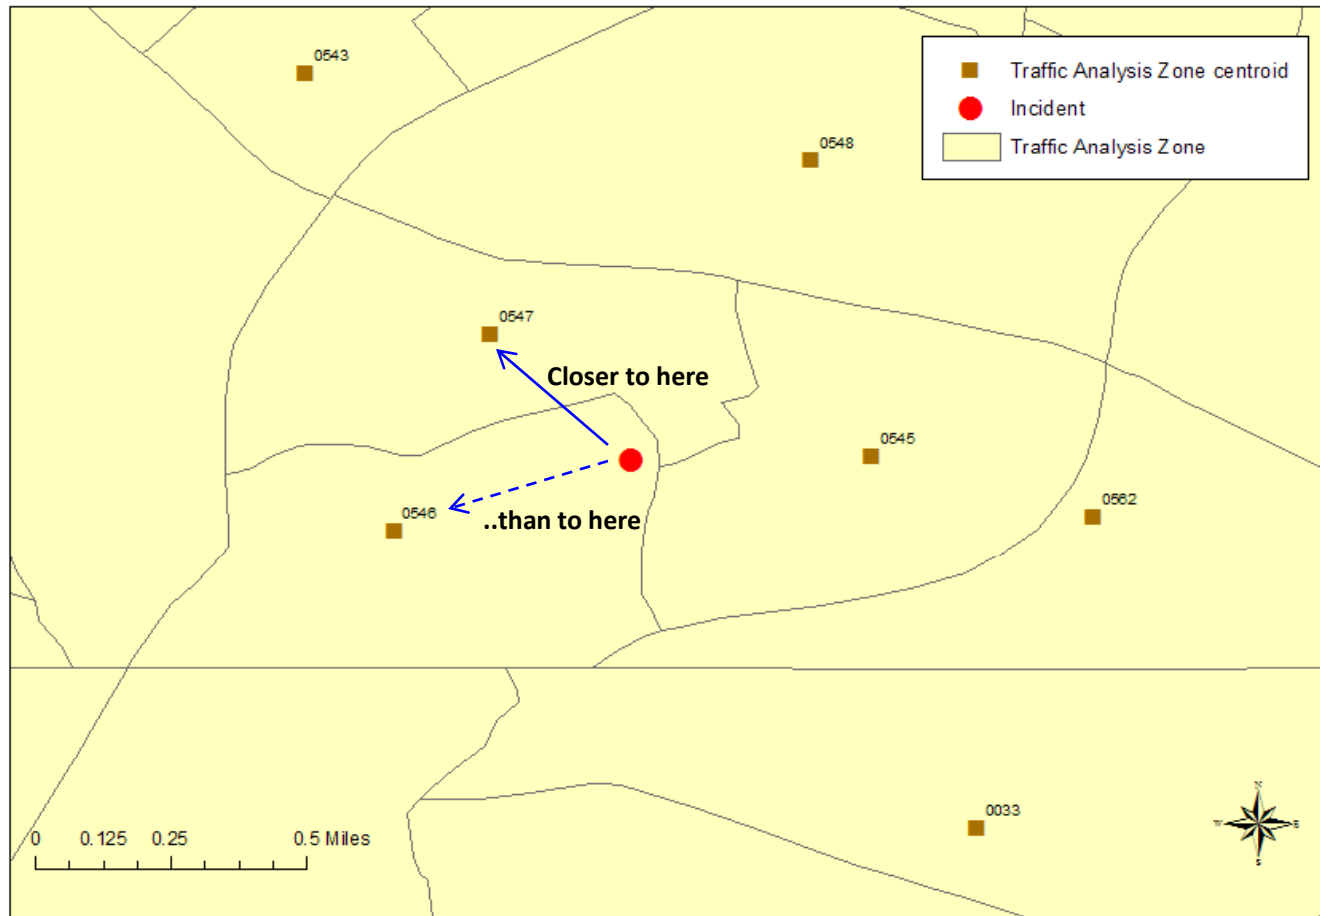 0543
Traffic Analysis Zone centroid
Incident
Traffic Analysis Zone
0548
0547
Closer to here
0545
0546
..than to here
0562
0 0.125 0.25 0.5 Miles
0033
N
W E
S